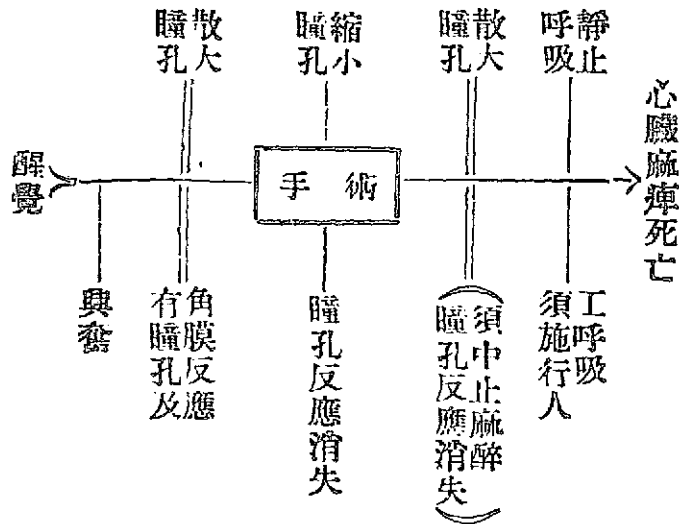 醒覺
興奮
瞳孔
散大
有瞳孔及
角膜反應
瞳孔
縮小
手術
瞳孔反應消失
瞳孔
散大
(瞳孔反應消失
須中止麻醉)
呼吸
靜止
須施行人
工呼吸
心臟麻痺死亡